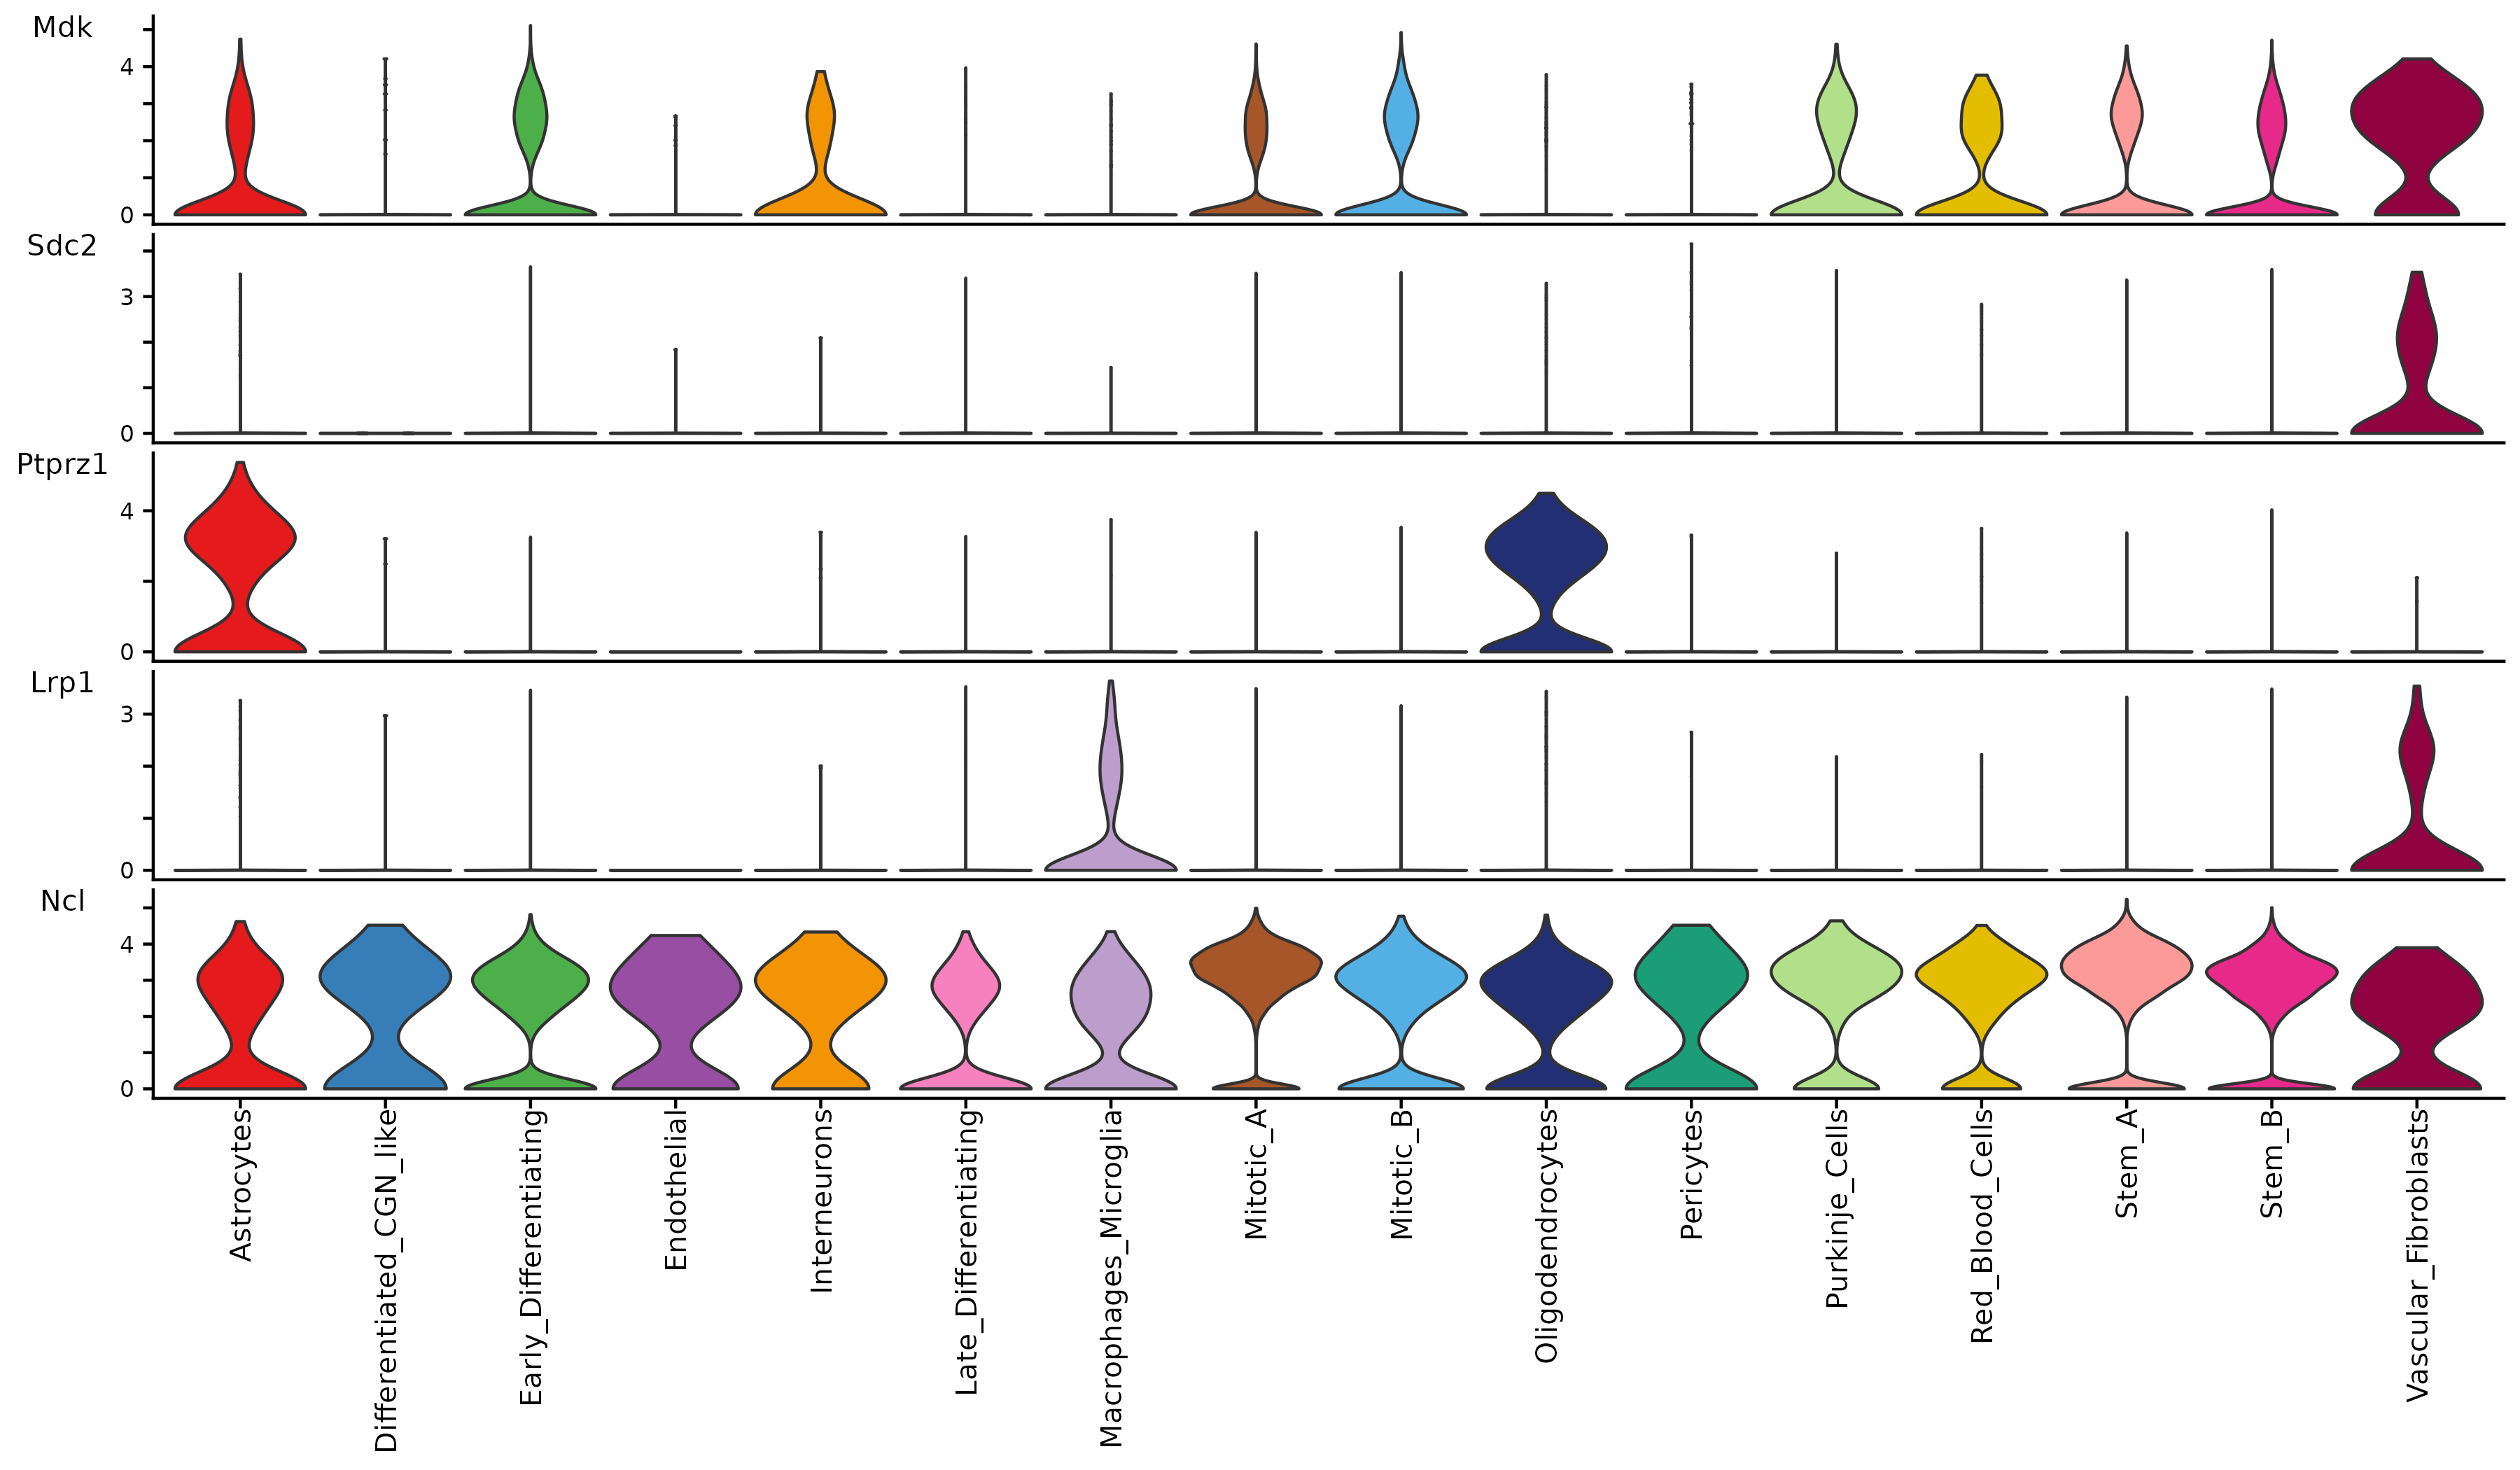 Mdk
4
0
Sdc2
3
0
Ptprz1
4
0
Lrp1
3
0
Ncl
4
0
Astrocytes
Differentiated_CGN_like
Early_Differentiating
Endothelial
Interneurons
Late_Differentiating
Macrophages_Microglia
Mitotic_A
Mitotic_B
Oligodendrocytes
Pericytes
Purkinje_Cells
Red_Blood_Cells
Stem_A
Stem_B
Vascular_Fibroblasts